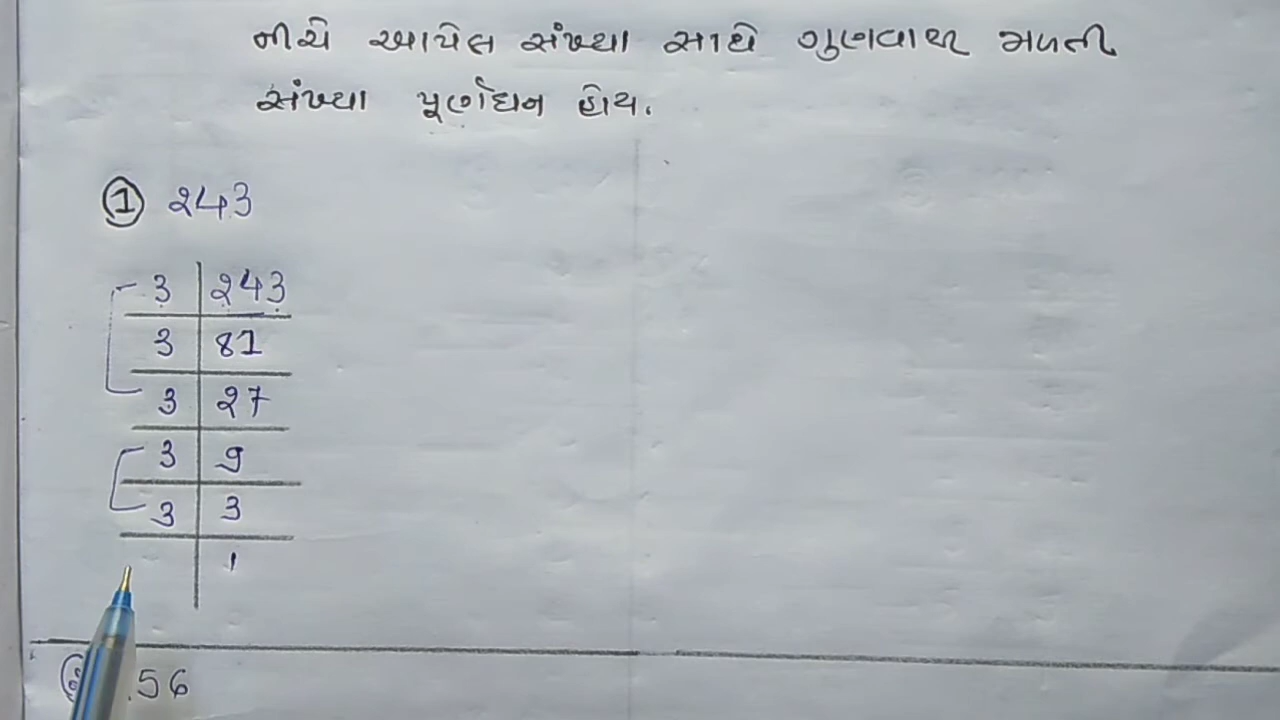 નીચે આપેલ સંખ્યા સાથે ગુણવાથી મળતી
સંખ્યા પૂર્ણઘન હોય.
① 243
3 | 243
3 | 81
3 | 27
3 | 9
3 | 3
1
56